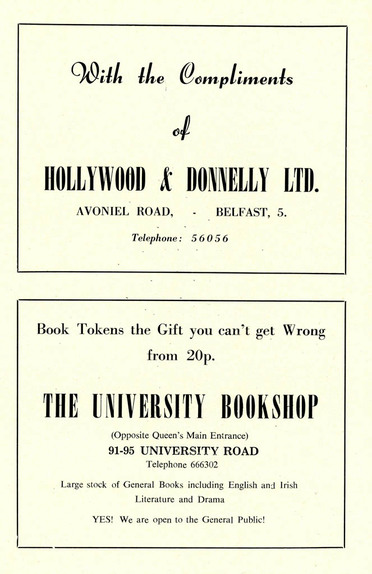 With the Compliments
of
HOLLYWOOD & DONNELLY LTD.
AVONIEL ROAD, - BELFAST, 5.
Telephone: 56056
Book Tokens the Gift you can't get Wrong
from 20p.
THE UNIVERSITY BOOKSHOP
(Opposite Queen's Main Entrance)
91-95 UNIVERSITY ROAD
Telephone 666302
Large stock of General Books including English and Irish
Literature and Drama
YES! We are open to the General Public!